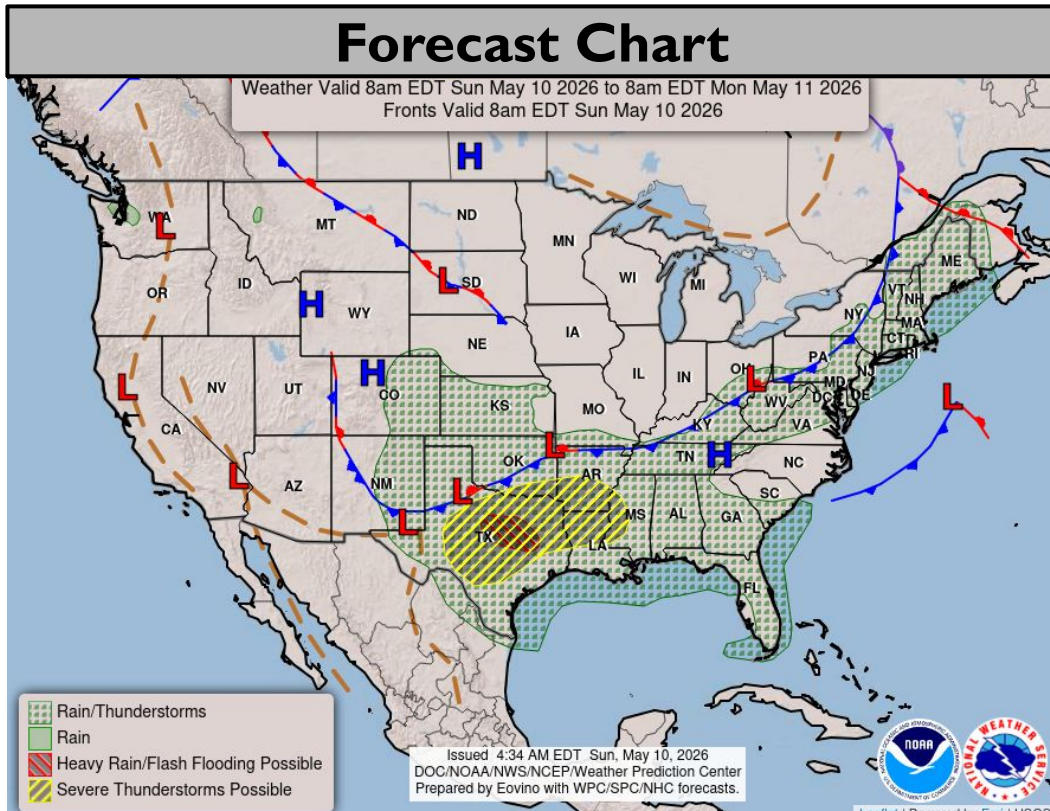 Forecast Chart
Weather Valid 8am EDT Sun May 10 2026 to 8am EDT Mon May 11 2026
Fronts Valid 8am EDT Sun May 10 2026
H
WA
L
MT
ND
MN
ME
OR
ID
H
WY
L
SD
WI
MI
VT
NH
NY
MA
CT
RI
NE
IA
L
NV
UT
H
CO
KS
MO
IL
IN
OH
L
PA
NJ
MD
DE
DC
WV
VA
L
CA
KY
L
AZ
NM
OK
L
AR
TN
H
NC
SC
L
L
TX
LA
MS
AL
GA
FL
Rain/Thunderstorms
Rain
Heavy Rain/Flash Flooding Possible
Severe Thunderstorms Possible
Issued 4:34 AM EDT Sun, May 10, 2026
DOC/NOAA/NWS/NCEP/Weather Prediction Center
Prepared by Eovino with WPC/SPC/NHC forecasts.
NOAA
NATIONAL WEATHER SERVICE